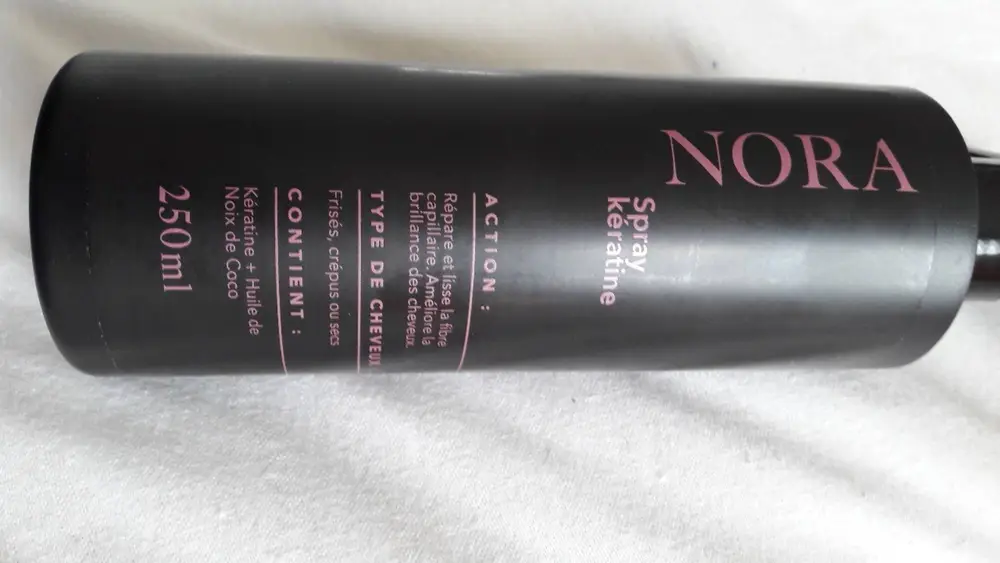 NORA
Spray
kératine
ACTION :
Répare et lisse la fibre
capillaire. Améliore la
brillance des cheveux.
TYPE DE CHEVEUX
Frisés, crépus ou secs
CONTIENT :
Kératine + Huile de
Noix de Coco
250ml